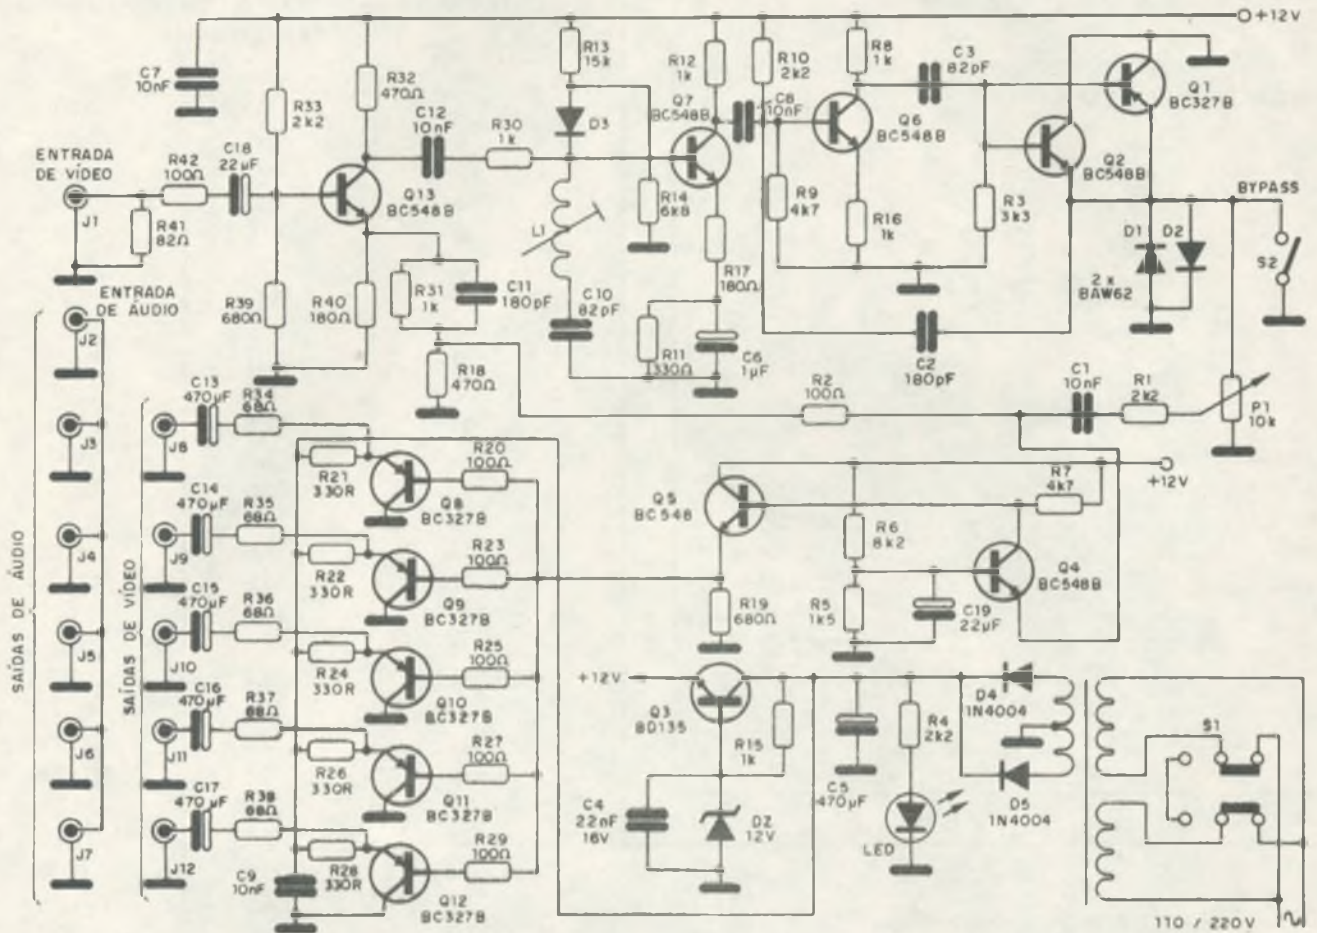 +12V
C7
10nF
R33
2k2
R32
470Ω
C12
10nF
R30
1k
R13
15k
D3
R12
1k
Q7
BC548B
C8
10nF
R10
2k2
R8
1k
Q6
BC548B
C3
82pF
Q1
BC327B
Q2
BC548B
ENTRADA
DE VÍDEO
J1
R42
100Ω
C18
22µF
R41
82Ω
Q13
BC548B
L1
R14
6k8
R17
180Ω
R9
4k7
R16
1k
R3
3k3
D1
D2
2x
BAW62
BYPASS
S2
ENTRADA
DE ÁUDIO
J2
R39
680Ω
R40
180Ω
R31
1k
C11
180pF
C10
82pF
R18
470Ω
R11
330Ω
C6
1µF
C2
180pF
R2
100Ω
C1
10nF
R1
2k2
P1
10k
SAÍDAS DE ÁUDIO
J3
J4
J5
J6
J7
SAÍDAS DE VÍDEO
J8
J9
J10
J11
J12
C13
470µF
R34
68Ω
R21
330R
Q8
BC327B
R20
100Ω
C14
470µF
R35
68Ω
R22
330R
Q9
BC327B
R23
100Ω
C15
470µF
R36
68Ω
R24
330R
Q10
BC327B
R25
100Ω
C16
470µF
R37
68Ω
R26
330R
Q11
BC327B
R27
100Ω
C17
470µF
R38
68Ω
R28
330R
Q12
BC327B
R29
100Ω
C9
10nF
Q5
BC548
R6
8k2
R7
4k7
+12V
Q4
BC548B
R19
680Ω
R5
1k5
C19
22µF
+12V
Q3
BD135
R15
1k
C4
22nF
16V
DZ
12V
C5
470µF
R4
2k2
LED
D4
1N4004
D5
1N4004
S1
110 / 220V